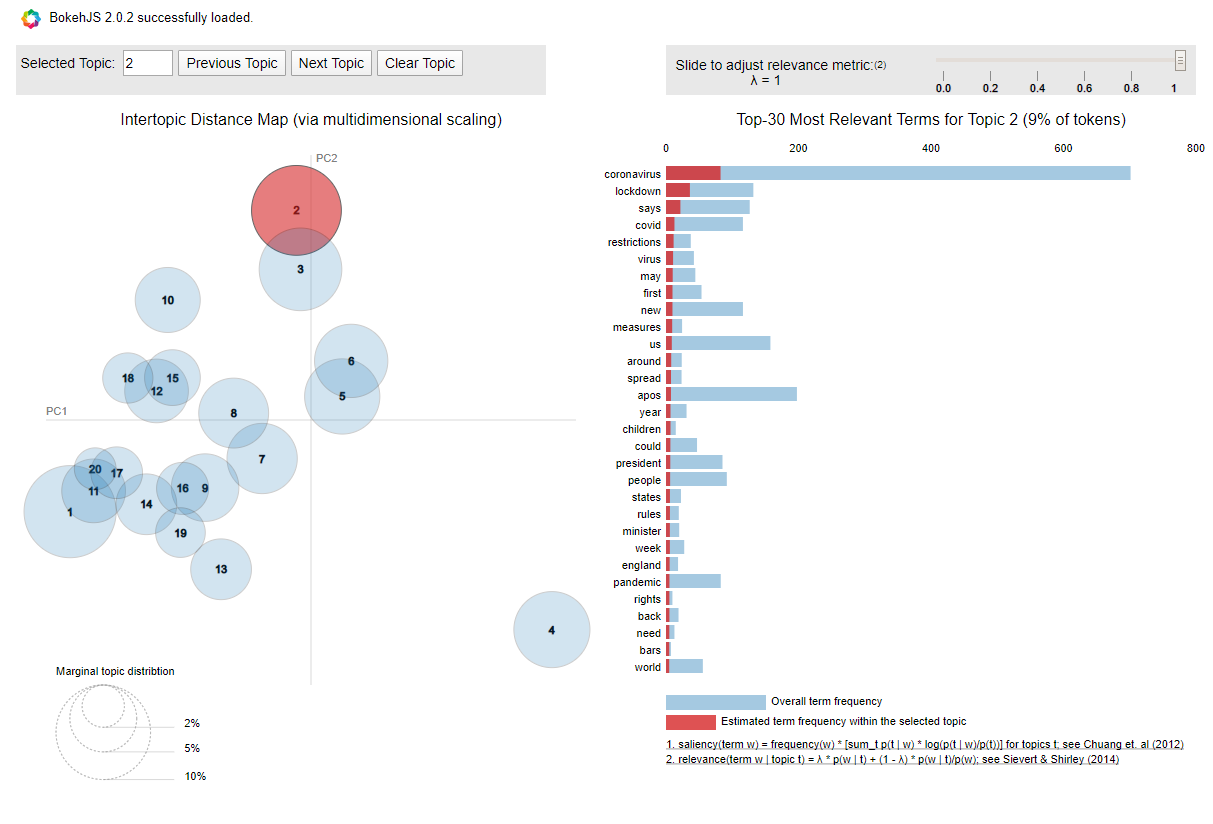 BokehJS 2.0.2 successfully loaded.
Selected Topic: 2 Previous Topic Next Topic Clear Topic
Slide to adjust relevance metric:(2)
λ = 1
0.0 0.2 0.4 0.6 0.8 1
Intertopic Distance Map (via multidimensional scaling)
PC2
PC1
2
3
10
6
18
15
12
5
8
7
20
17
11
16
9
14
1
19
13
4
Marginal topic distribtion
2%
5%
10%
Top-30 Most Relevant Terms for Topic 2 (9% of tokens)
0 200 400 600 800
coronavirus
lockdown
says
covid
restrictions
virus
may
first
new
measures
us
around
spread
apos
year
children
could
president
people
states
rules
minister
week
england
pandemic
rights
back
need
bars
world
Overall term frequency
Estimated term frequency within the selected topic
1. saliency(term w) = frequency(w) * [sum_t p(t | w) * log(p(t | w)/p(t))] for topics t; see Chuang et. al (2012)
2. relevance(term w | topic t) = λ * p(w | t) + (1 - λ) * p(w | t)/p(w); see Sievert & Shirley (2014)